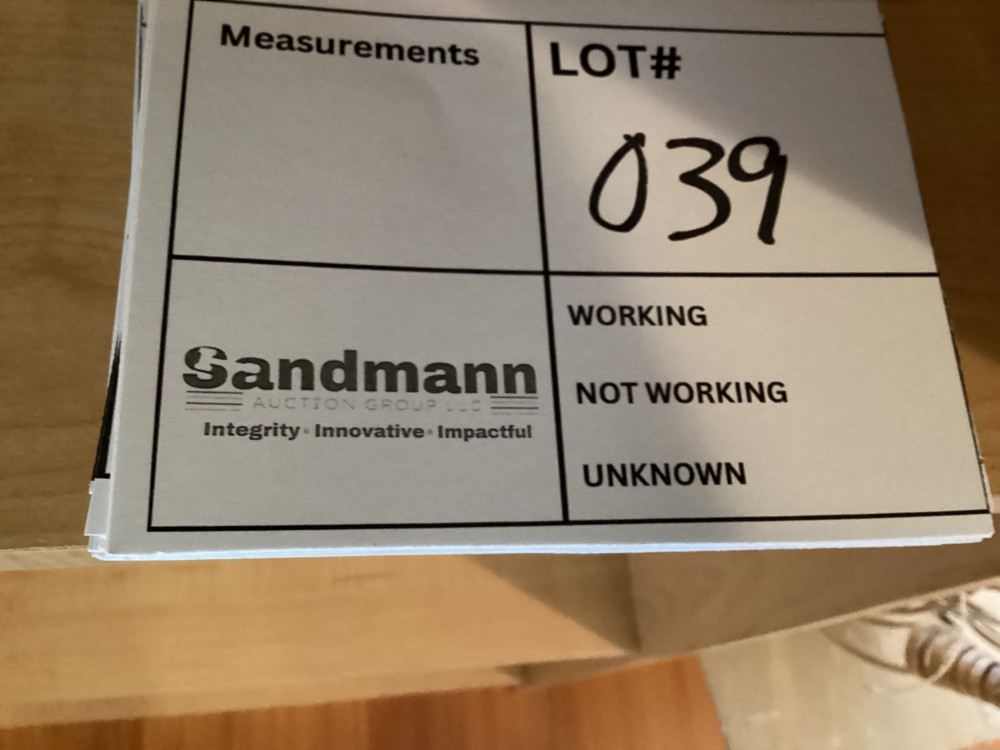 Measurements
LOT#
039
Sandmann
AUCTION GROUP LLC
Integrity • Innovative • Impactful
WORKING
NOT WORKING
UNKNOWN